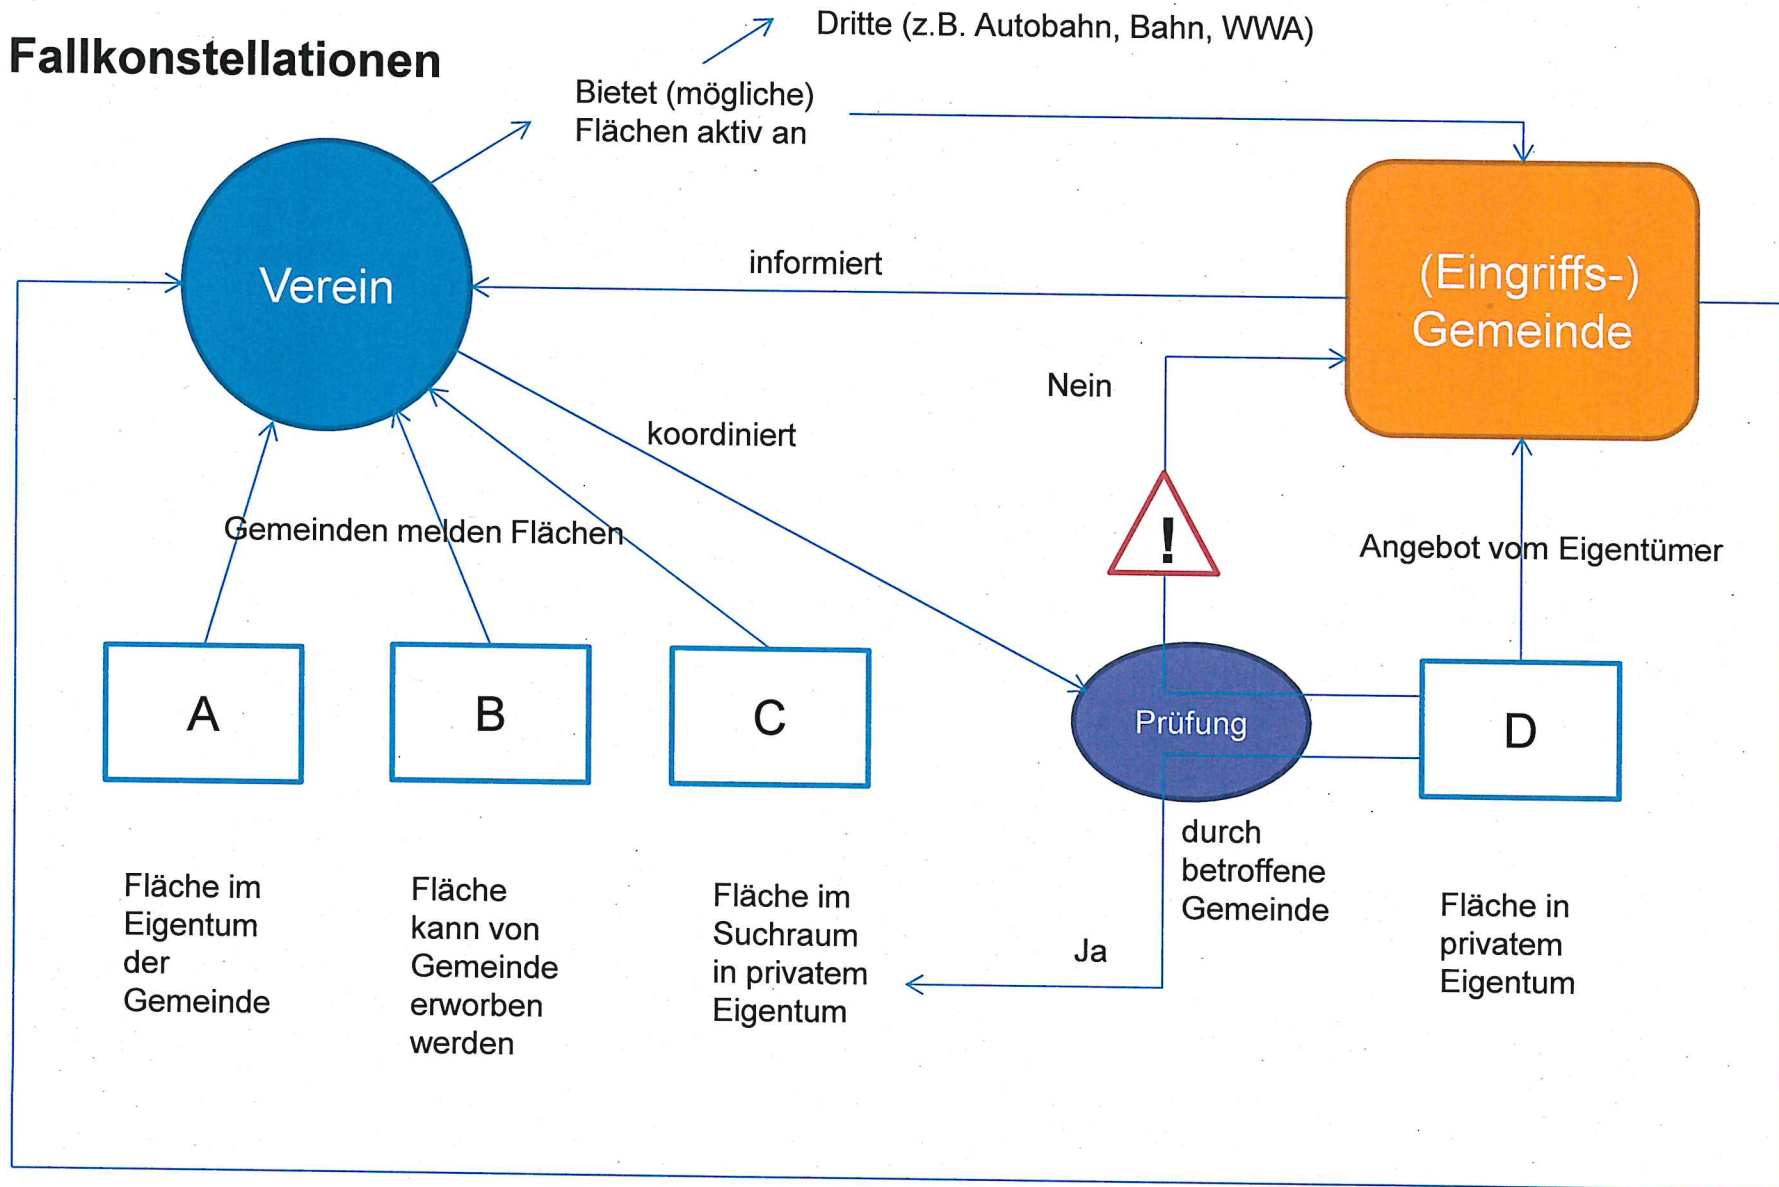 Fallkonstellationen
Dritte (z.B. Autobahn, Bahn, WWA)
Bietet (mögliche)
Flächen aktiv an
Verein
informiert
(Eingriffs-)
Gemeinde
Nein
koordiniert
!
Gemeinden melden Flächen
Angebot vom Eigentümer
A
B
C
Prüfung
D
durch
betroffene
Gemeinde
Ja
Fläche im
Eigentum
der
Gemeinde
Fläche
kann von
Gemeinde
erworben
werden
Fläche im
Suchraum
in privatem
Eigentum
Fläche in
privatem
Eigentum